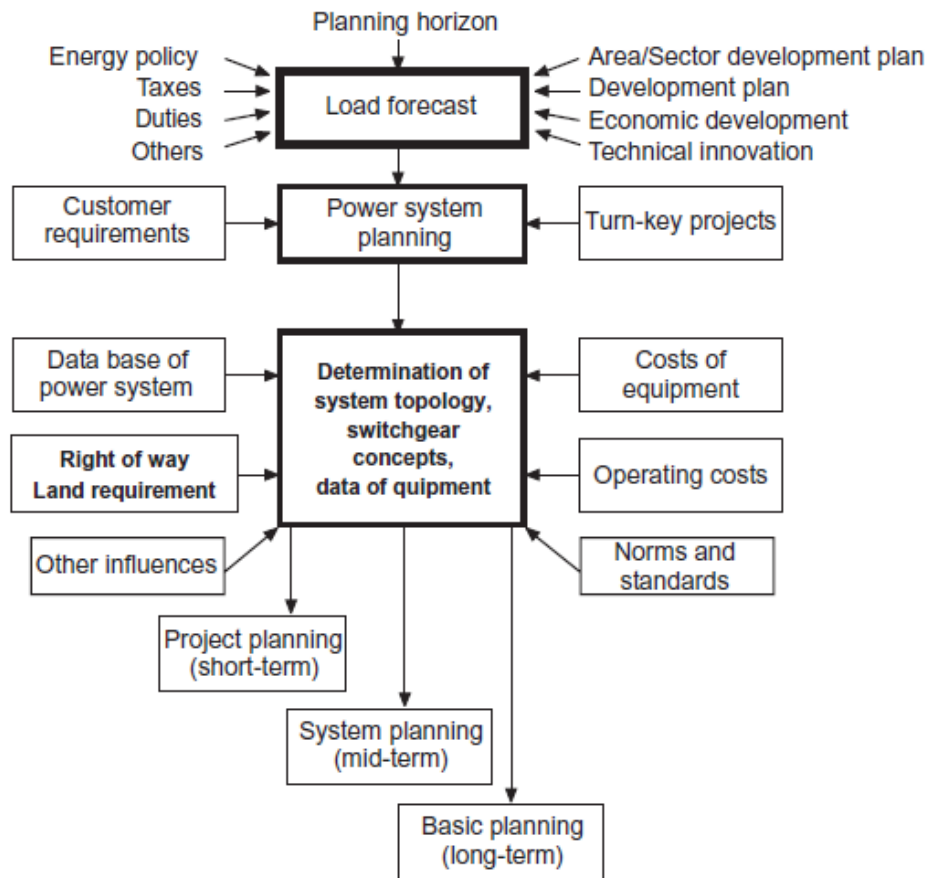 Planning horizon
Energy policy
Taxes
Duties
Others
Load forecast
Area/Sector development plan
Development plan
Economic development
Technical innovation
Customer
requirements
Power system
planning
Turn-key projects
Data base of
power system
Determination of
system topology,
switchgear
concepts,
data of quipment
Costs of
equipment
Right of way
Land requirement
Operating costs
Other influences
Norms and
standards
Project planning
(short-term)
System planning
(mid-term)
Basic planning
(long-term)